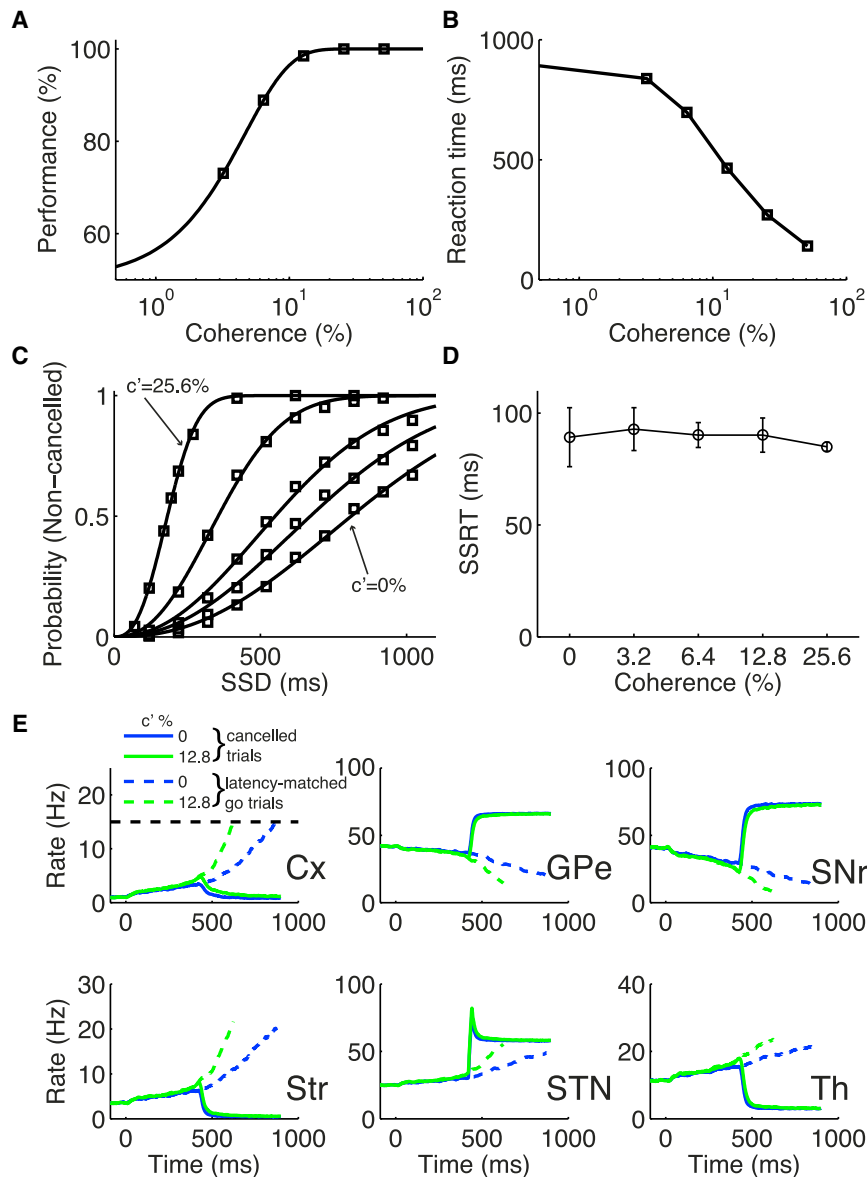 A
Performance (%)
100
80
60
10^0
10^1
10^2
Coherence (%)
B
Reaction time (ms)
1000
500
0
10^0
10^1
10^2
Coherence (%)
C
Probability (Non−cancelled)
1
0.5
0
c'=25.6%
c'=0%
0
500
1000
SSD (ms)
D
SSRT (ms)
100
50
0
0
3.2
6.4
12.8
25.6
Coherence (%)
E
c' %
0
12.8
cancelled
trials
0
12.8
latency−matched
go trials
Rate (Hz)
20
10
0
Cx
0
500
1000
100
50
0
GPe
0
500
1000
100
50
0
SNr
0
500
1000
Rate (Hz)
30
20
10
0
Str
0
500
1000
Time (ms)
100
50
0
STN
0
500
1000
Time (ms)
40
20
0
Th
0
500
1000
Time (ms)